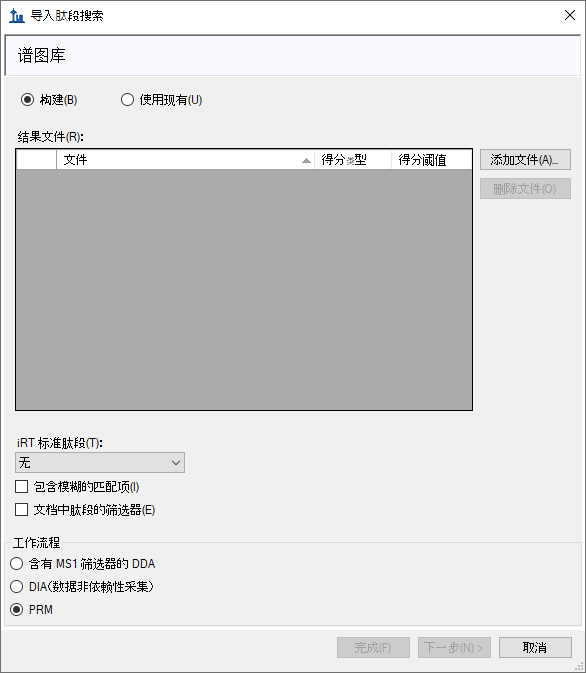 导入肽段搜索
谱图库
构建(B) 使用现有(U)
结果文件(R):
文件 得分类型 得分阈值
添加文件(A)...
删除文件(O)
iRT 标准肽段(T):
无
包含模糊的匹配项(I)
文档中肽段的筛选器(E)
工作流程
含有 MS1 筛选器的 DDA
DIA(数据非依赖性采集)
PRM
完成(F) 下一步(N) > 取消